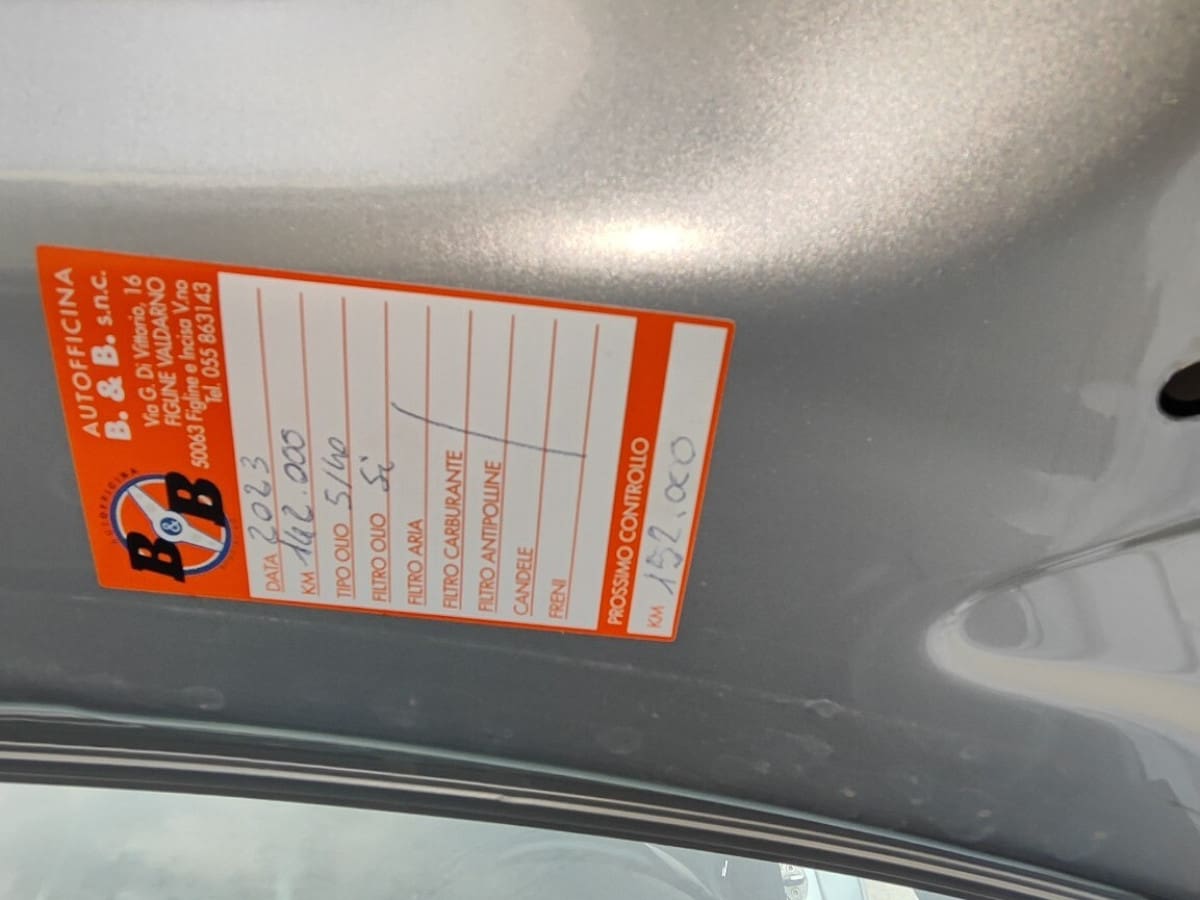 AUTOFFICINA
B. & B. s.n.c.
Via G. Di Vittorio, 16
FIGLINE VALDARNO
50063 Figline e Incisa V.no
Tel. 055 863143
AUTOFFICINA
B&B
DATA 2023
KM 142.000
TIPO OLIO 5/40
FILTRO OLIO Si
FILTRO ARIA
FILTRO CARBURANTE
FILTRO ANTIPOLLINE
CANDELE
FRENI
PROSSIMO CONTROLLO
KM 152.000